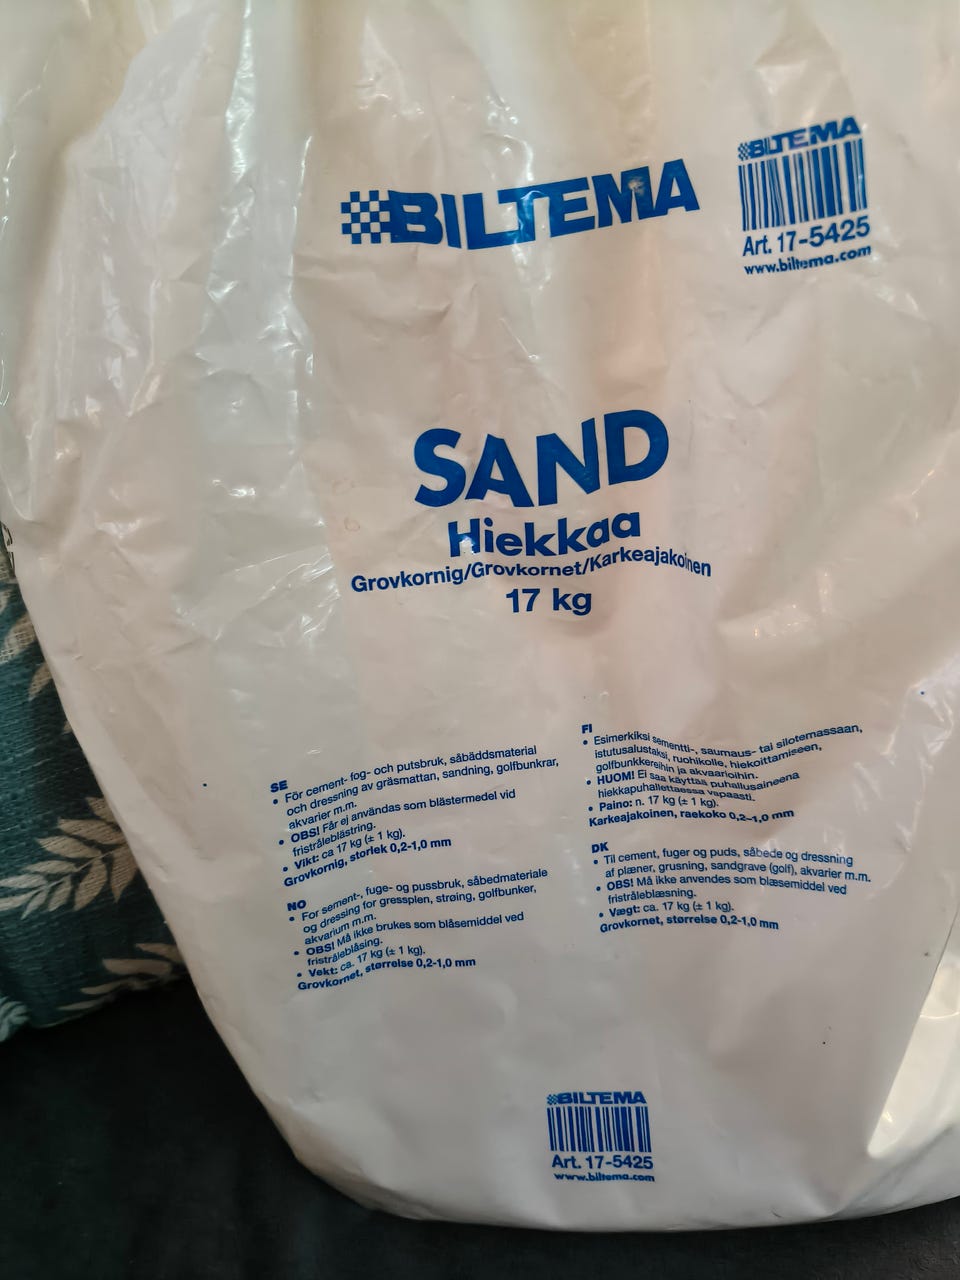 BILTEMA
BILTEMA
Art. 17-5425
www.biltema.com
SAND
Hiekkaa
Grovkornig/Grovkornet/Karkeajakoinen
17 kg
SE
• För cement- fog- och putsbruk, såbäddsmaterial
och dressing av gräsmattan, sandning, golfbunkrar,
akvarier m.m.
• OBS! Får ej användas som blästermedel vid
fristråleblästring.
• Vikt: ca 17 kg (± 1 kg).
Grovkornig, storlek 0,2-1,0 mm
NO
• For sement-, fuge- og pussbruk, såbedmateriale
og dressing for gressplen, strøing, golfbunker,
akvarium m.m.
• OBS! Må ikke brukes som blåsemiddel ved
fristråleblåsing.
• Vekt: ca. 17 kg (± 1 kg).
Grovkornet, størrelse 0,2-1,0 mm
FI
• Esimerkiksi sementti-, saumaus- tai silotemassaan,
istutusalustaksi, ruohikolle, hiekoittamiseen,
golfbunkkereihin ja akvaarioihin.
• HUOM! Ei saa käyttää puhallusaineena
hiekkapuhallettaessa vapaasti.
• Paino: n. 17 kg (± 1 kg).
Karkeajakoinen, raekoko 0,2-1,0 mm
DK
• Til cement, fuger og puds, såbede og dressning
af plæner, grusning, sandgrave (golf), akvarier m.m.
• OBS! Må ikke anvendes som blæsemiddel ved
fristråleblæsning.
• Vægt: ca. 17 kg (± 1 kg).
Grovkornet, størrelse 0,2-1,0 mm
BILTEMA
Art. 17-5425
www.biltema.com